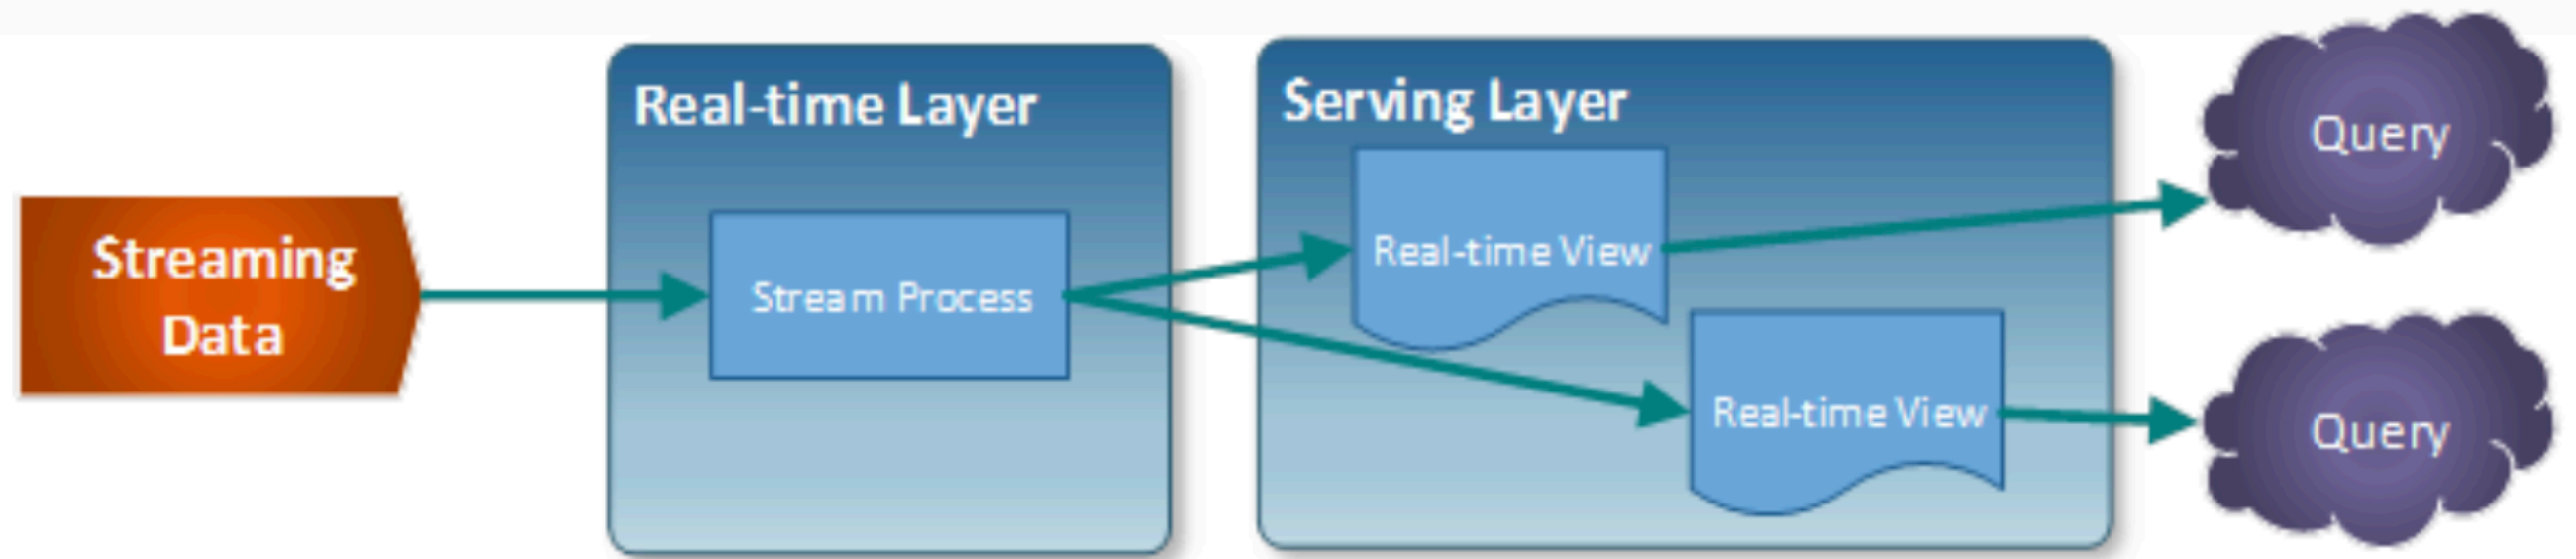 Streaming
Data
Real-time Layer
Stream Process
Serving Layer
Real-time View
Real-time View
Query
Query